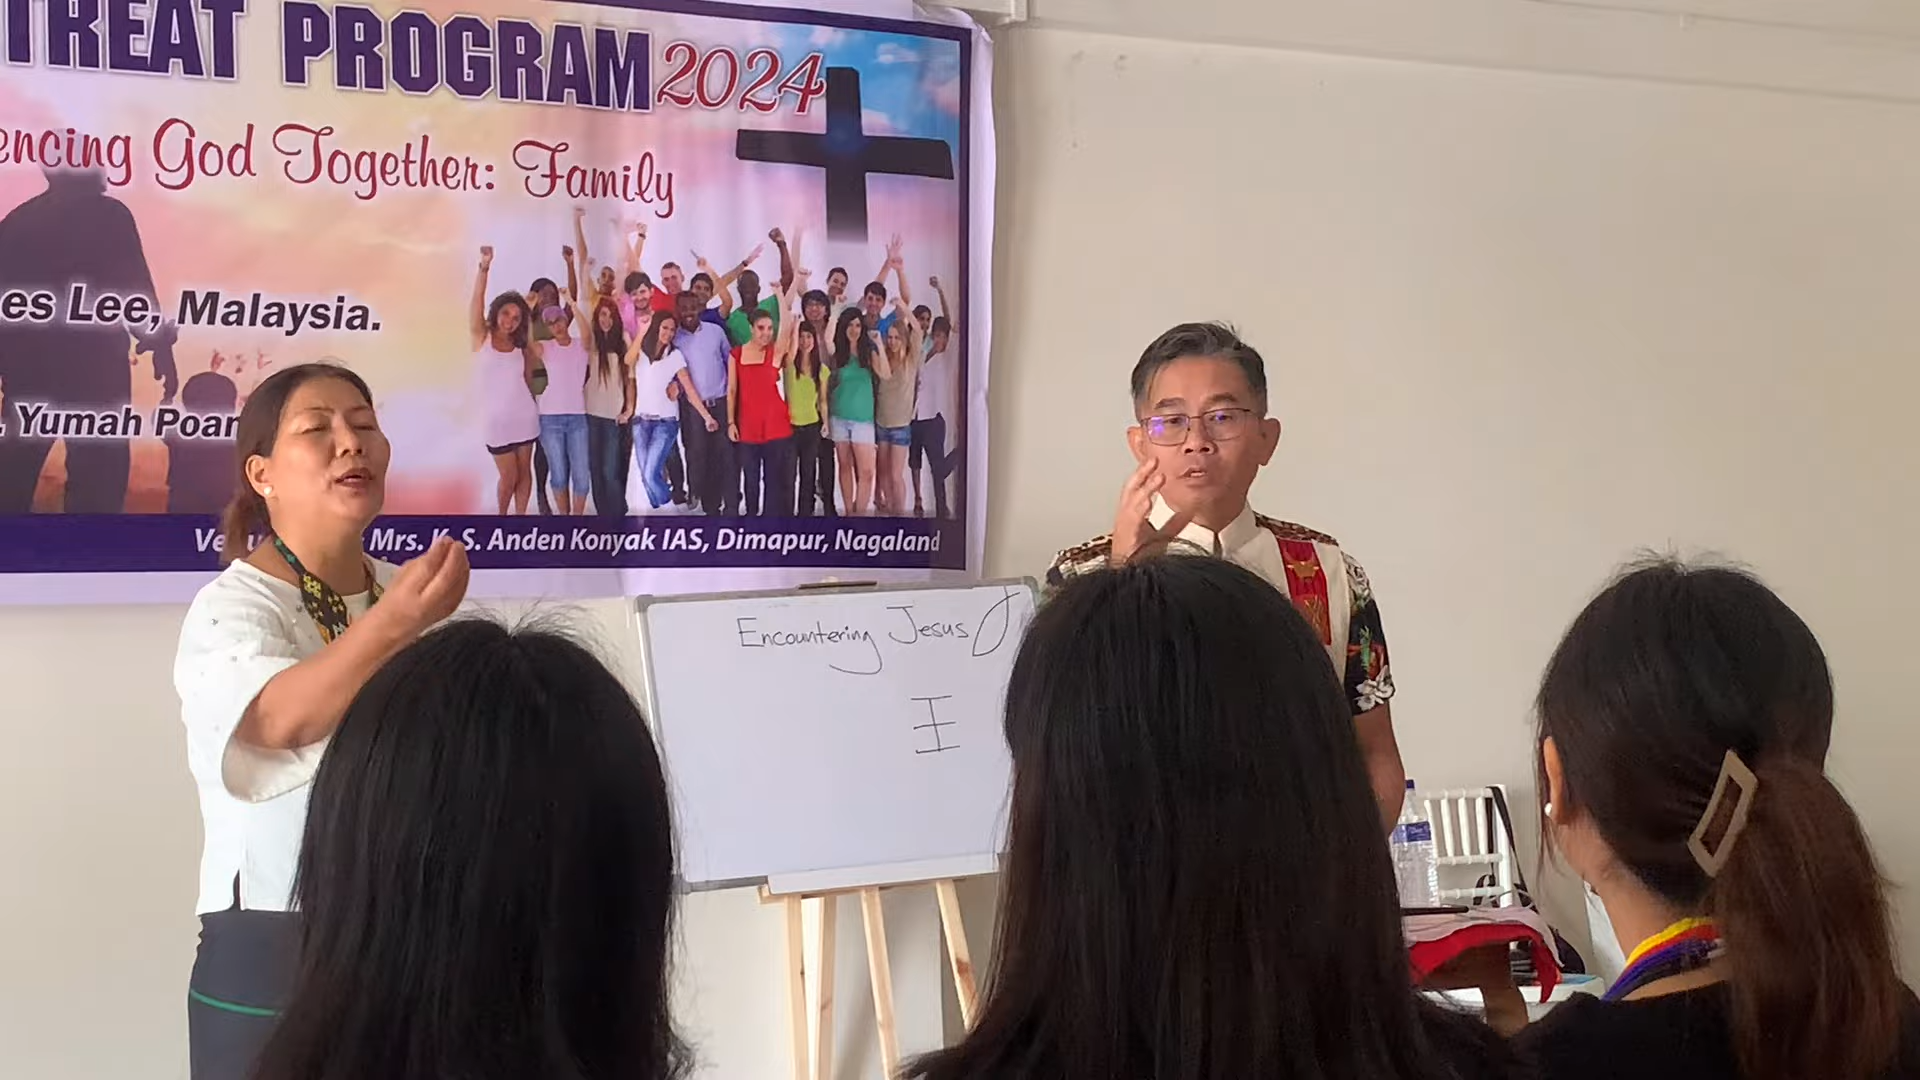 TREAT PROGRAM 2024
encing God Together: Family
es Lee, Malaysia.
. Yumah Poan
Mrs. K. S. Anden Konyak IAS, Dimapur, Nagaland
Encountering Jesus
I